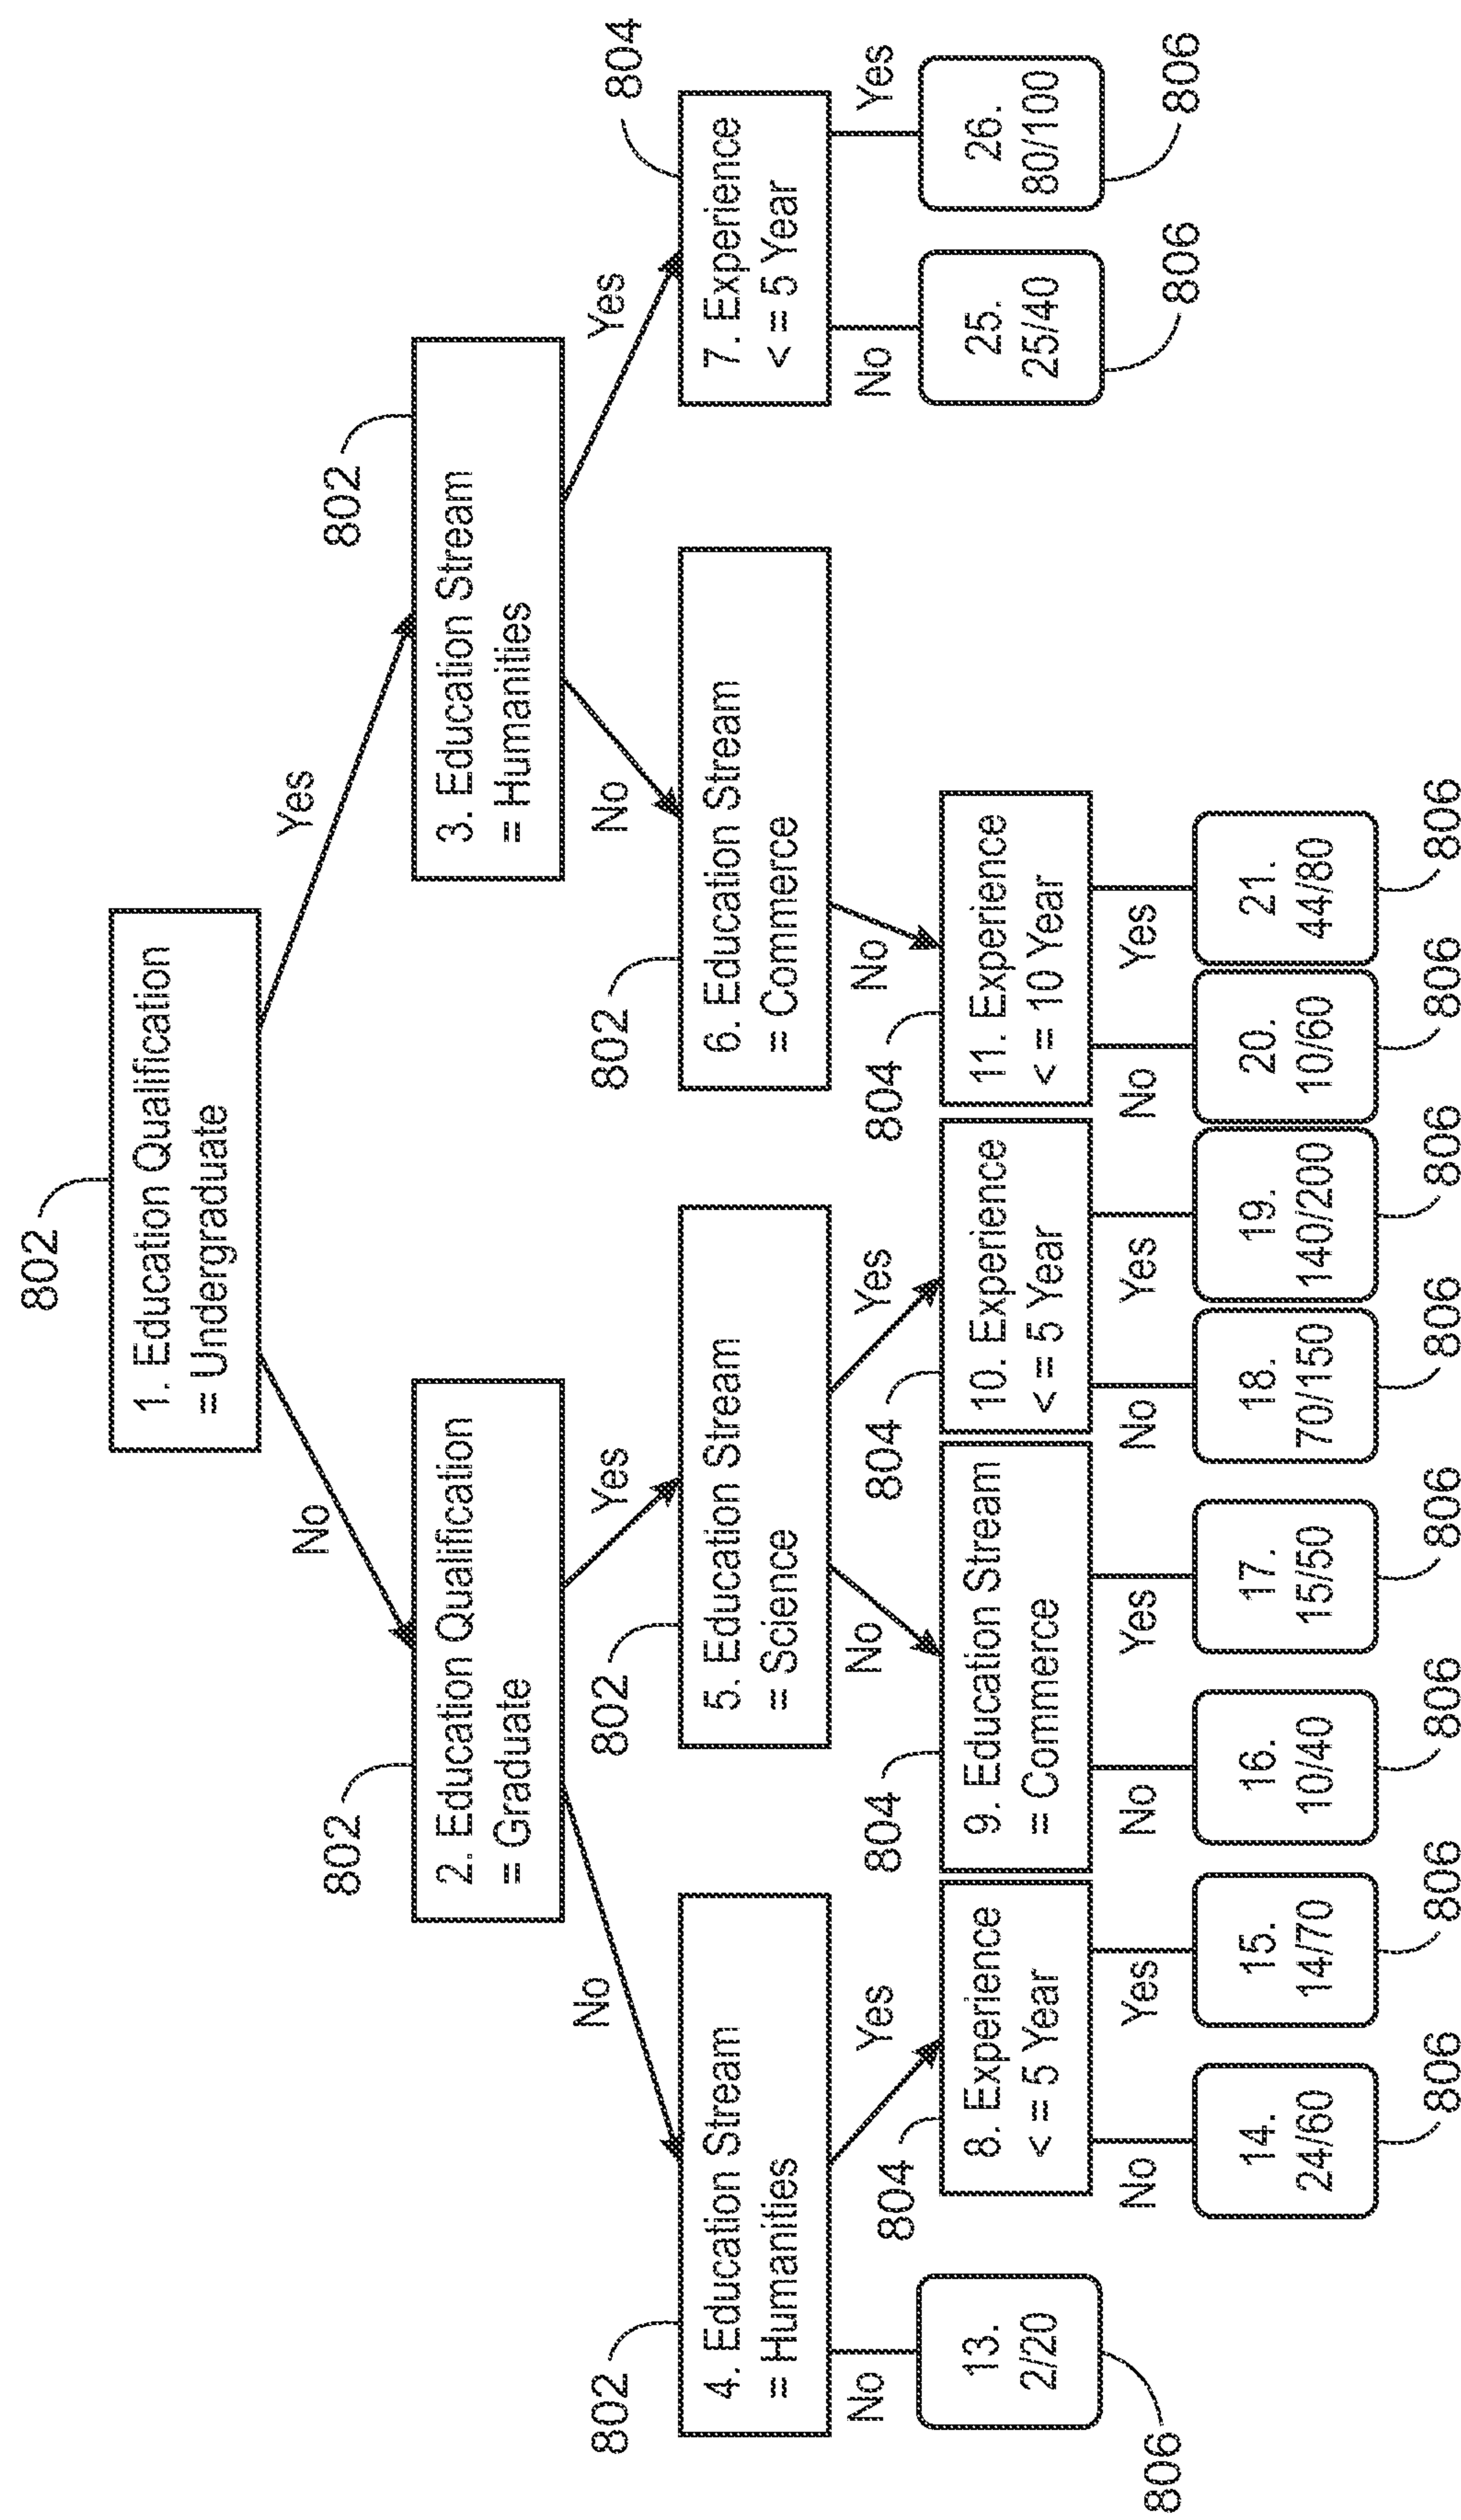 802
1. Education Qualification
= Undergraduate
No
Yes
802
2. Education Qualification
= Graduate
802
3. Education Stream
= Humanities
No
Yes
No
Yes
802
4. Education Stream
= Humanities
802
5. Education Stream
= Science
802
6. Education Stream
= Commerce
804
7. Experience
< = 5 Year
No
Yes
No
Yes
No
No
Yes
806
13.
2/20
804
8. Experience
< = 5 Year
804
9. Education Stream
= Commerce
804
10. Experience
< = 5 Year
804
11. Experience
< = 10 Year
25.
25/40
806
26.
80/100
806
No
Yes
No
Yes
No
Yes
No
Yes
14.
24/60
15.
14/70
16.
10/40
17.
15/50
18.
70/150
19.
140/200
20.
10/60
21.
44/80
806
806
806
806
806
806
806
806